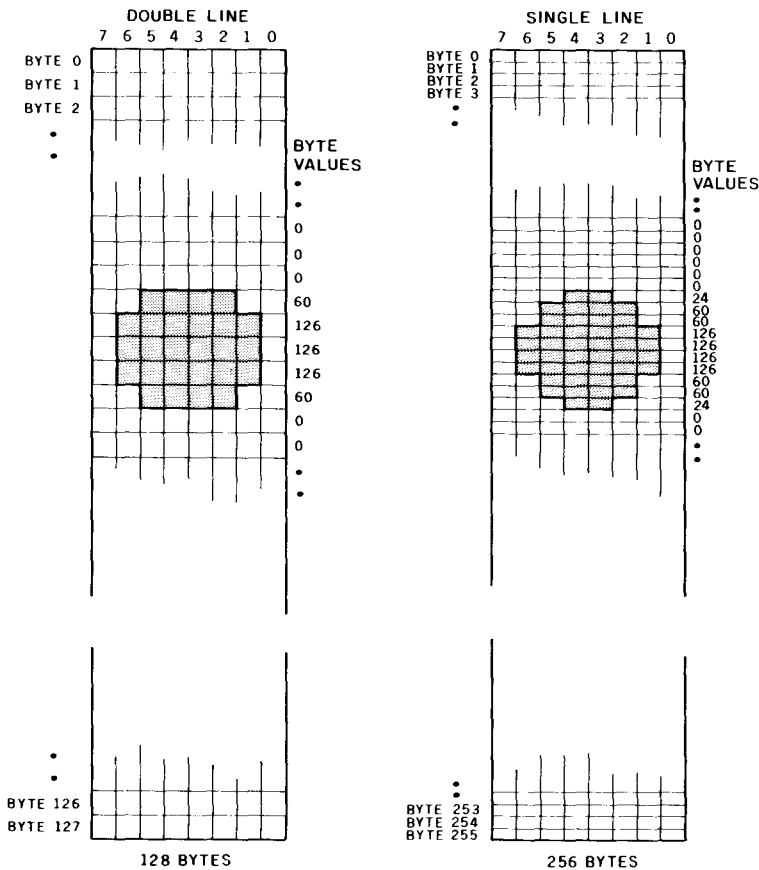 DOUBLE LINE
7 6 5 4 3 2 1 0
BYTE 0
BYTE 1
BYTE 2
BYTE
VALUES
0
0
0
60
126
126
126
60
0
0
BYTE 126
BYTE 127
128 BYTES
SINGLE LINE
7 6 5 4 3 2 1 0
BYTE 0
BYTE 1
BYTE 2
BYTE 3
BYTE
VALUES
0
0
0
0
0
0
24
60
60
126
126
126
126
60
60
24
0
0
BYTE 253
BYTE 254
BYTE 255
256 BYTES